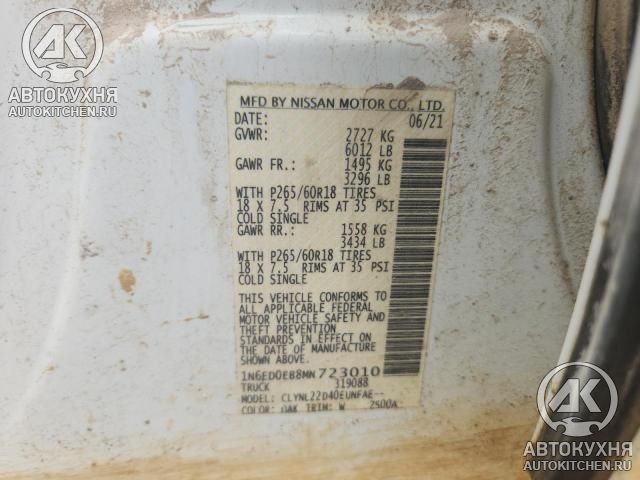 AK
АВТОКУХНЯ
AUTOKITCHEN.RU
MFD BY NISSAN MOTOR CO., LTD.
DATE: 06/21
GVWR: 2727 KG
6012 LB
GAWR FR.: 1495 KG
3296 LB
WITH P265/60R18 TIRES
18 X 7.5 RIMS AT 35 PSI
COLD SINGLE
GAWR RR.: 1558 KG
3434 LB
WITH P265/60R18 TIRES
18 X 7.5 RIMS AT 35 PSI
COLD SINGLE
THIS VEHICLE CONFORMS TO
ALL APPLICABLE FEDERAL
MOTOR VEHICLE SAFETY AND
THEFT PREVENTION
STANDARDS IN EFFECT ON
THE DATE OF MANUFACTURE
SHOWN ABOVE.
1N6ED0EB8MN723010
TRUCK 319088
MODEL: CLYNL22D40EUNFAE--
COLOR: QAK TRIM: W 2500A
AK
АВТОКУХНЯ
AUTOKITCHEN.RU